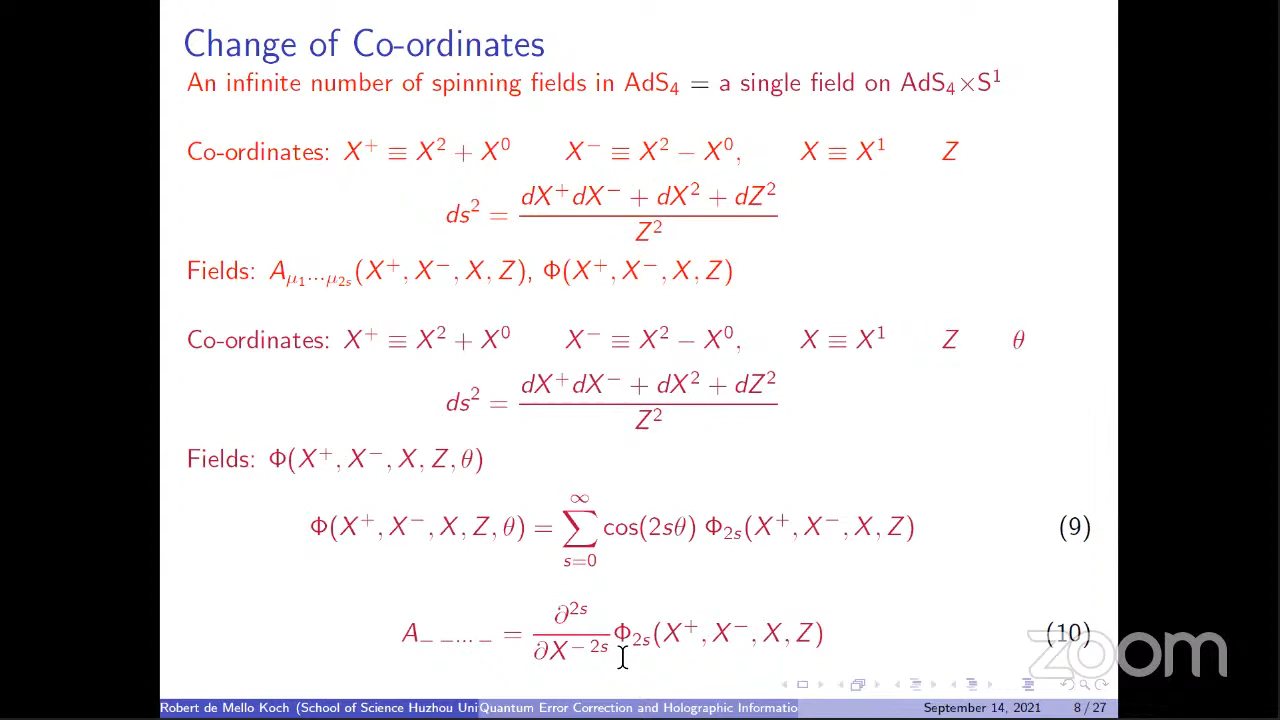 Change of Co-ordinates
An infinite number of spinning fields in AdS₄ = a single field on AdS₄×S¹
Co-ordinates: X⁺ ≡ X² + X⁰ X⁻ ≡ X² − X⁰, X ≡ X¹ Z
ds² = (dX⁺dX⁻ + dX² + dZ²) / Z²
Fields: A_{μ₁⋯μ₂ₛ}(X⁺, X⁻, X, Z), Φ(X⁺, X⁻, X, Z)
Co-ordinates: X⁺ ≡ X² + X⁰ X⁻ ≡ X² − X⁰, X ≡ X¹ Z θ
ds² = (dX⁺dX⁻ + dX² + dZ²) / Z²
Fields: Φ(X⁺, X⁻, X, Z, θ)
Φ(X⁺, X⁻, X, Z, θ) = ∑_{s=0}^{∞} cos(2sθ) Φ₂ₛ(X⁺, X⁻, X, Z) (9)
A_{− −⋯ −} = ∂^{2s}/∂X^{− 2s} Φ₂ₛ(X⁺, X⁻, X, Z) (10)
zoom
Robert de Mello Koch (School of Science Huzhou Uni Quantum Error Correction and Holographic Informatio September 14, 2021 8 / 27